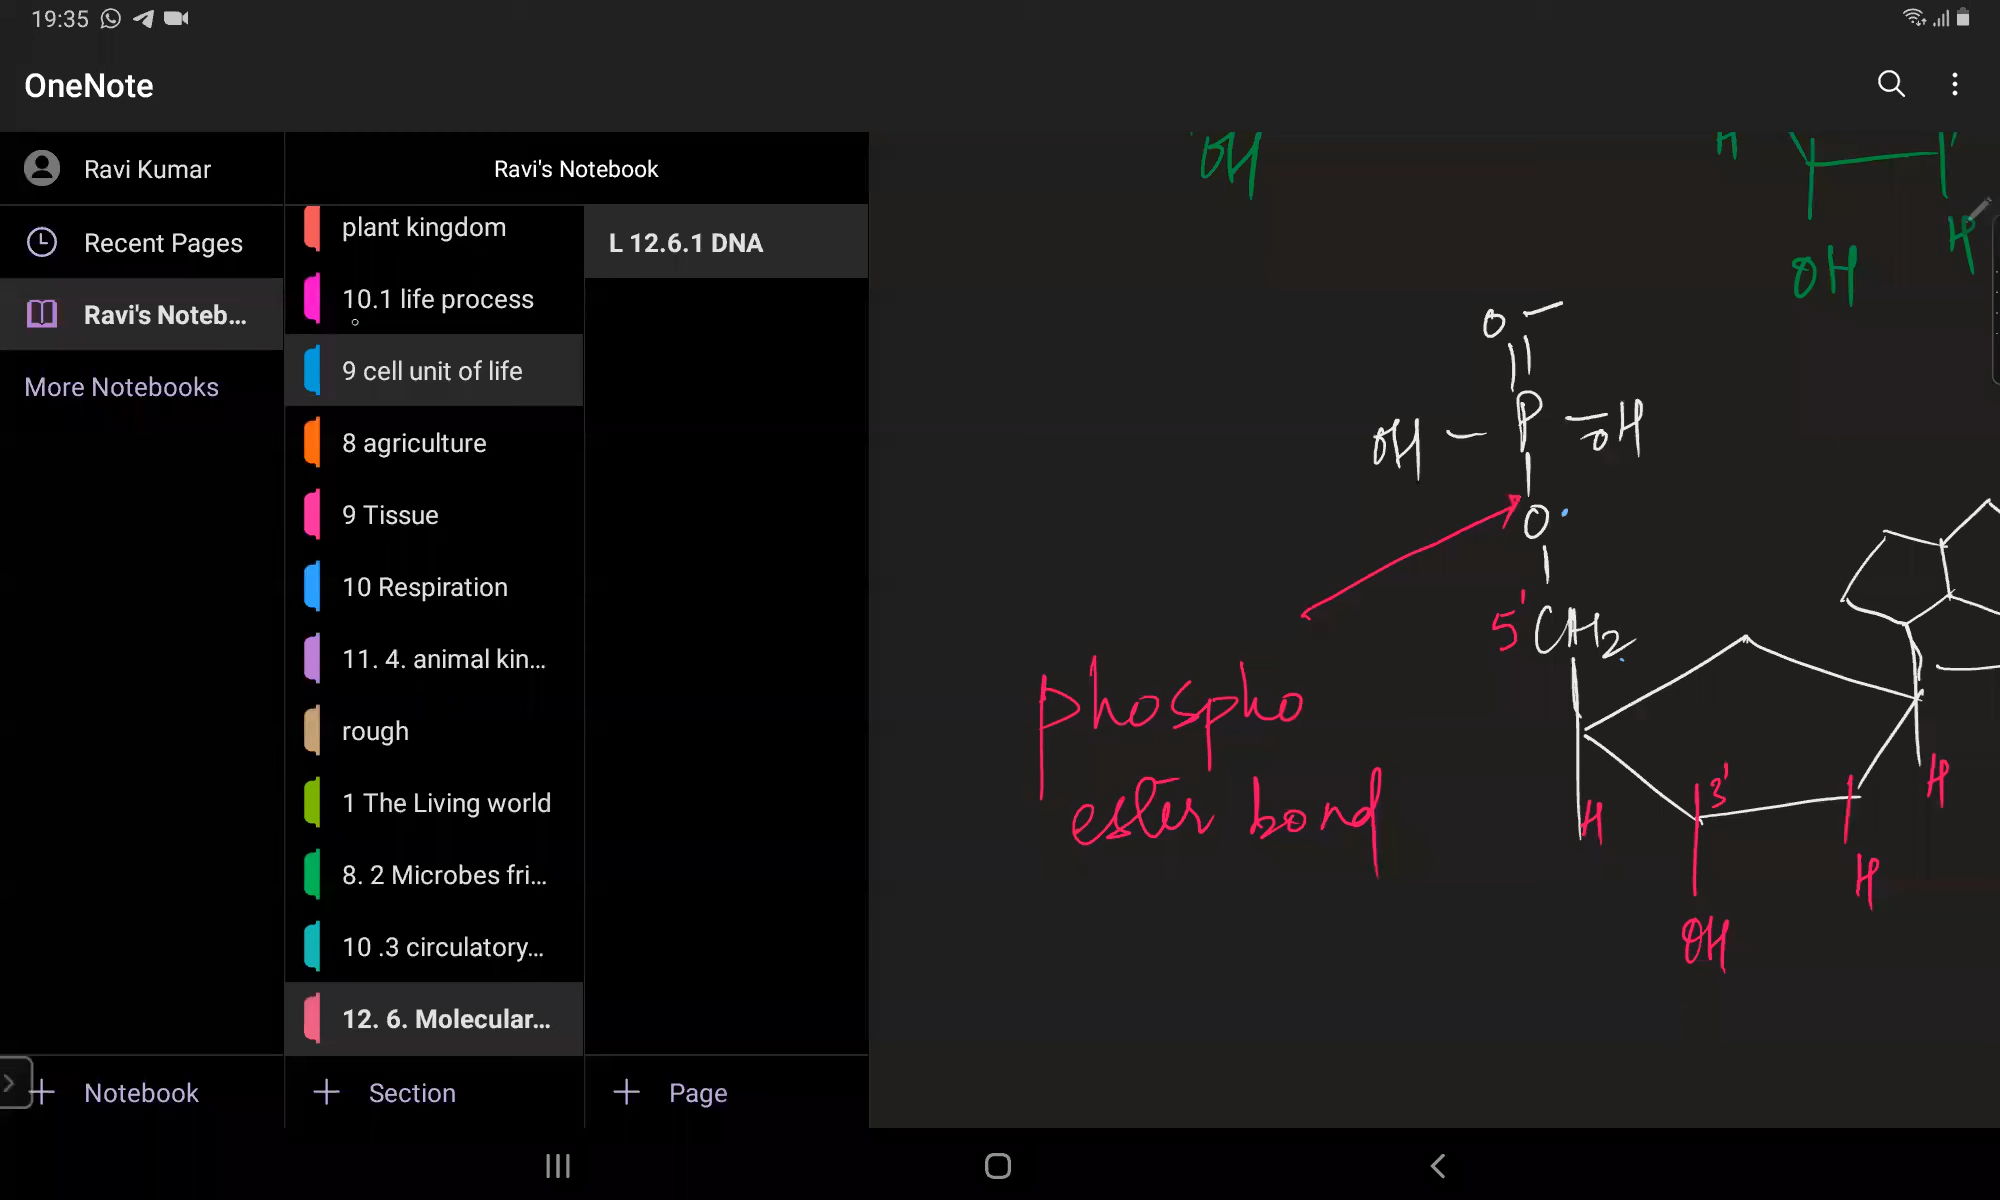 19:35
OneNote
Ravi Kumar
Recent Pages
Ravi's Noteb...
More Notebooks
Notebook
Ravi's Notebook
plant kingdom
10.1 life process
9 cell unit of life
8 agriculture
9 Tissue
10 Respiration
11. 4. animal kin...
rough
1 The Living world
8. 2 Microbes fri...
10 .3 circulatory...
12. 6. Molecular...
Section
L 12.6.1 DNA
Page
OH
H
OH
H
O -
OH - P - OH
O
5' CH2
phospho
ester bond
H
3'
OH
H
H